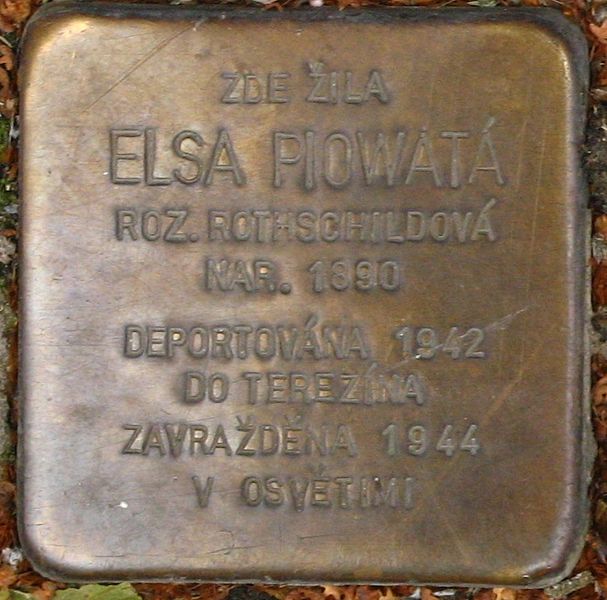 ZDE ŽILA
ELSA PIOWATÁ
ROZ. ROTHSCHILDOVÁ
NAR. 1890
DEPORTOVÁNA 1942
DO TEREZÍNA
ZAVRAŽDĚNA 1944
V OSVĚTIMI